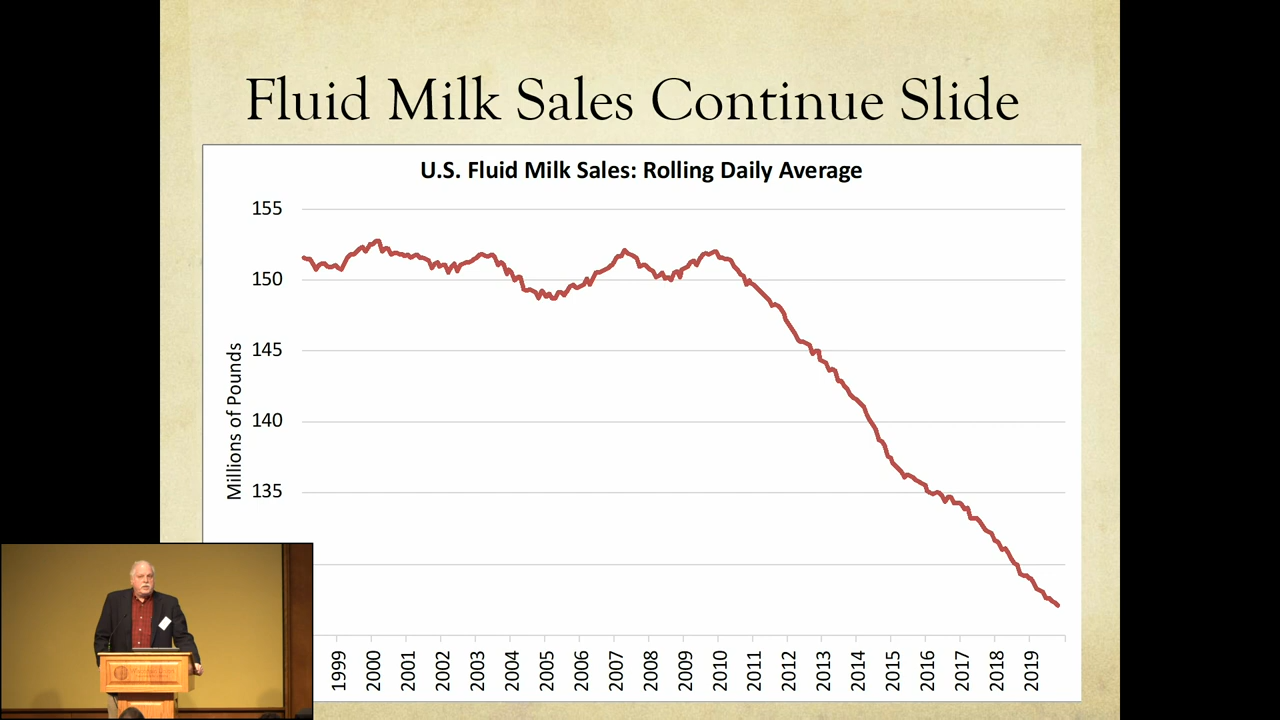 Fluid Milk Sales Continue Slide
U.S. Fluid Milk Sales: Rolling Daily Average
Millions of Pounds
155
150
145
140
135
1999 2000 2001 2002 2003 2004 2005 2006 2007 2008 2009 2010 2011 2012 2013 2014 2015 2016 2017 2018 2019